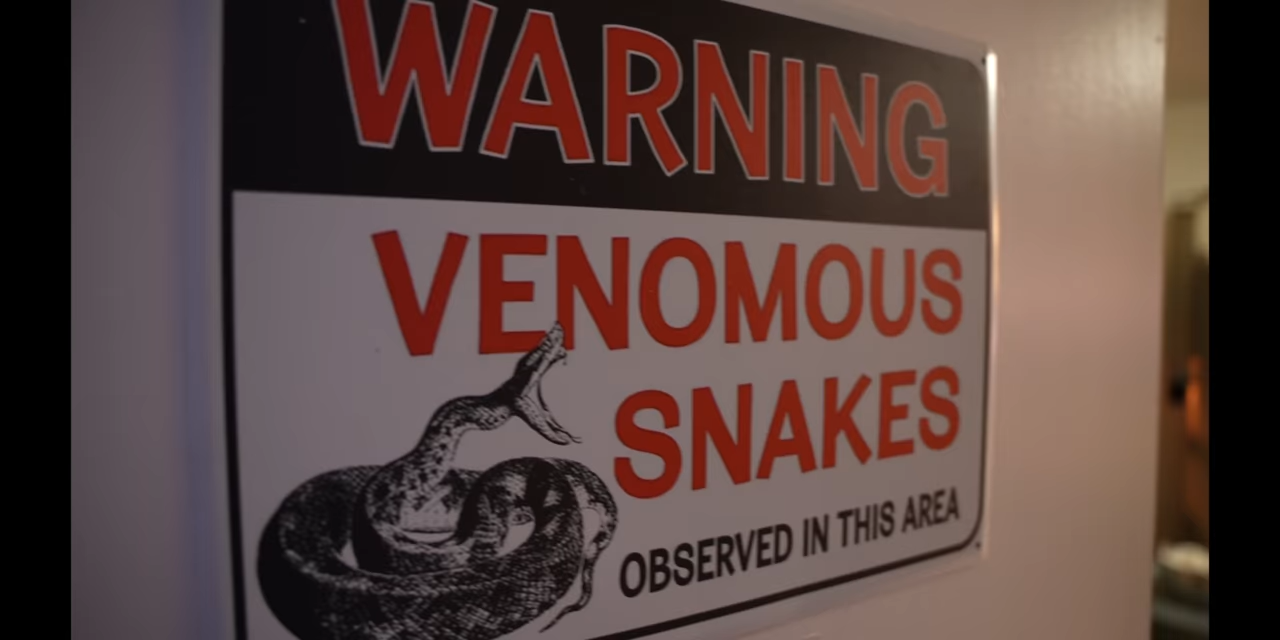 WARNING
VENOMOUS
SNAKES
OBSERVED IN THIS AREA